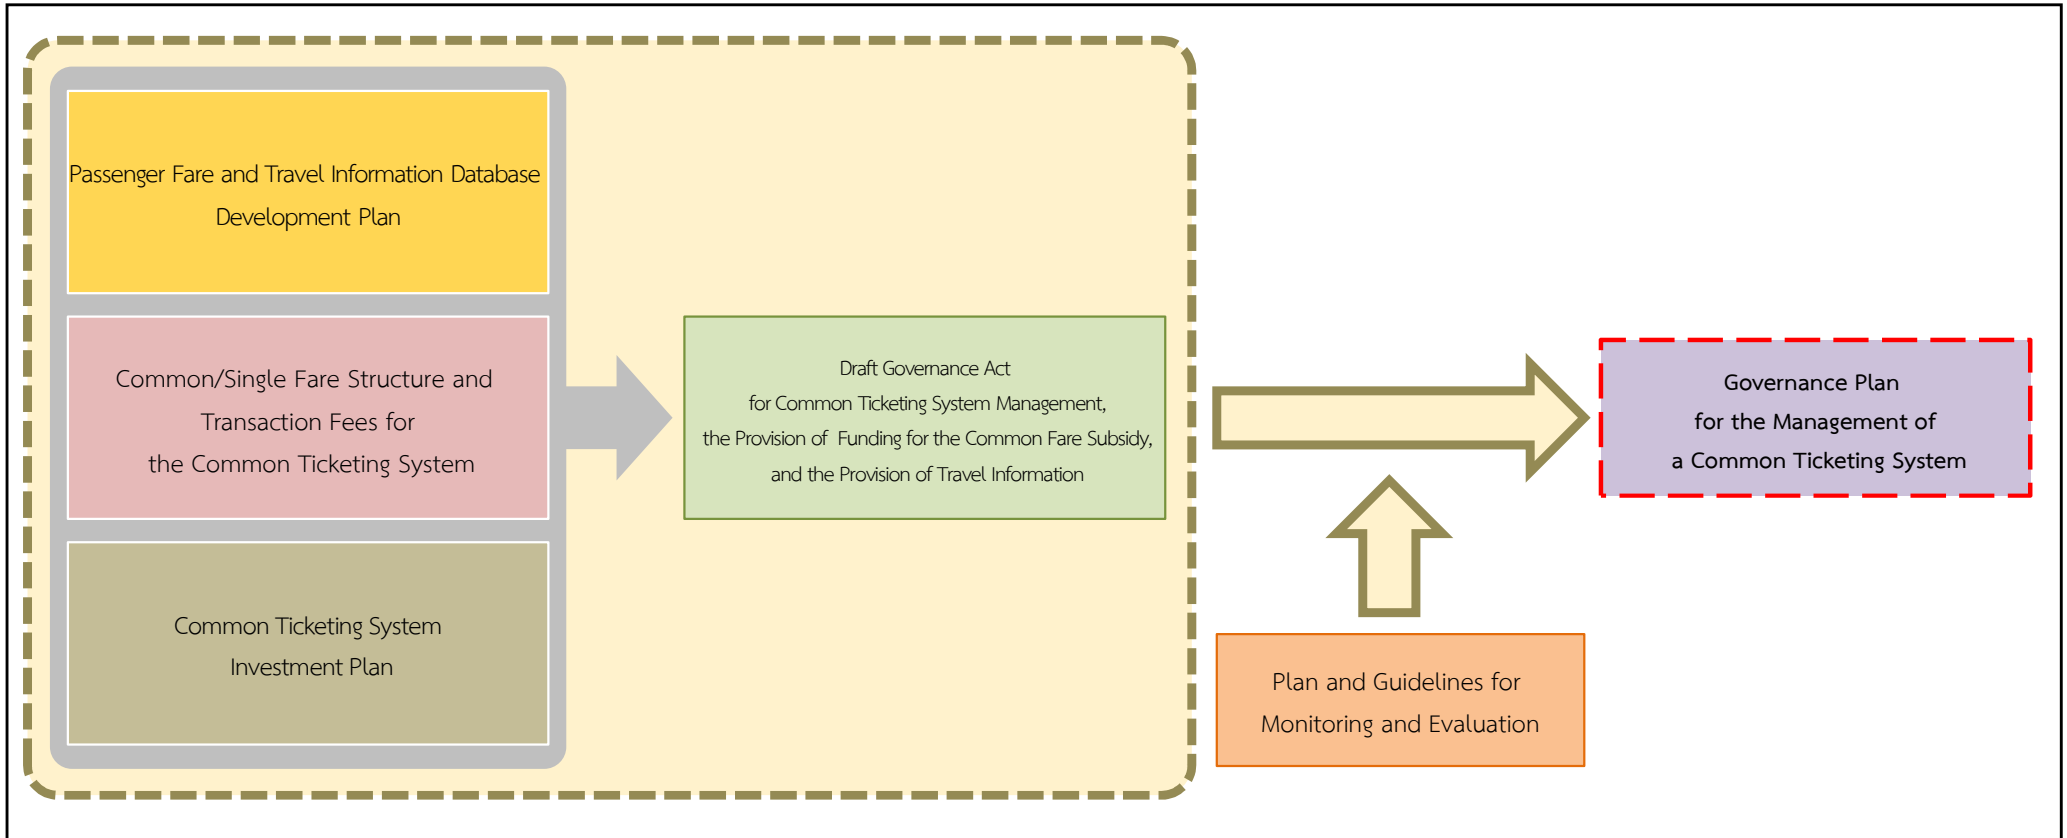 Passenger Fare and Travel Information Database
Development Plan
Common/Single Fare Structure and
Transaction Fees for
the Common Ticketing System
Common Ticketing System
Investment Plan
Draft Governance Act
for Common Ticketing System Management,
the Provision of Funding for the Common Fare Subsidy,
and the Provision of Travel Information
Plan and Guidelines for
Monitoring and Evaluation
Governance Plan
for the Management of
a Common Ticketing System